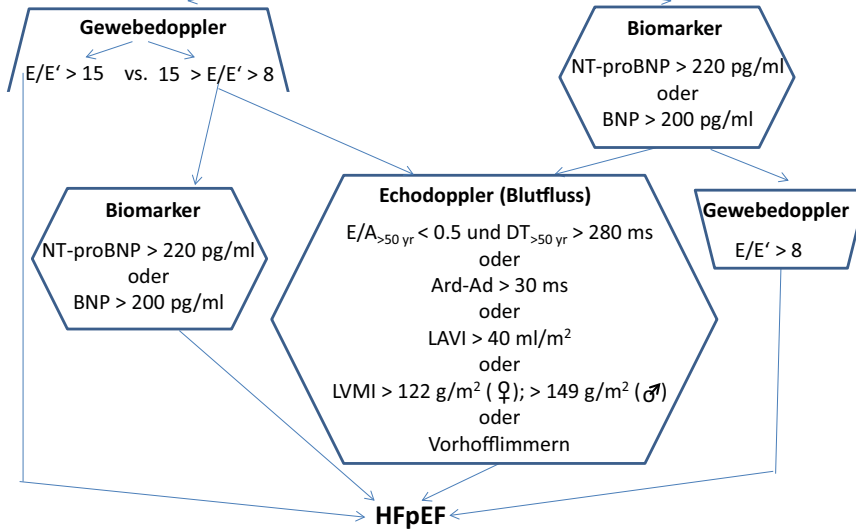 Gewebedoppler
E/E‘ > 15 vs. 15 > E/E‘ > 8
Biomarker
NT-proBNP > 220 pg/ml
oder
BNP > 200 pg/ml
Biomarker
NT-proBNP > 220 pg/ml
oder
BNP > 200 pg/ml
Echodoppler (Blutfluss)
E/A>50 yr < 0.5 und DT>50 yr > 280 ms
oder
Ard-Ad > 30 ms
oder
LAVI > 40 ml/m²
oder
LVMI > 122 g/m² (♀); > 149 g/m² (♂)
oder
Vorhofflimmern
Gewebedoppler
E/E‘ > 8
HFpEF